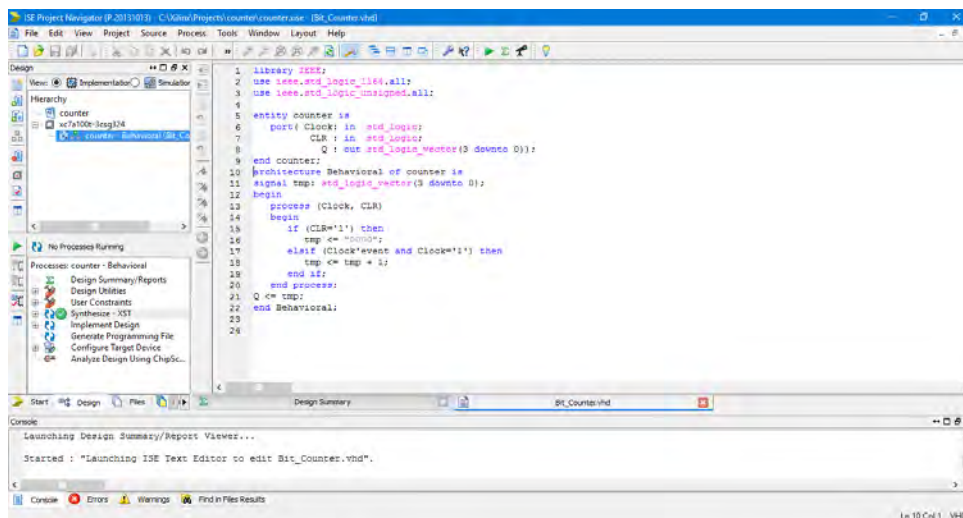 ISE Project Navigator (P.20131013) - C:\Xilinx\Projects\counter\counter.xise - [Bit_Counter.vhd]
File Edit View Project Source Process Tools Window Layout Help
Design
View: Implementation Simulation
Hierarchy
counter
xc7a100t-3csg324
counter - Behavioral (Bit_Co
No Processes Running
Processes: counter - Behavioral
Design Summary/Reports
Design Utilities
User Constraints
Synthesize - XST
Implement Design
Generate Programming File
Configure Target Device
Analyze Design Using ChipSc...
Start Design Files
1 library IEEE;
2 use ieee.std_logic_1164.all;
3 use ieee.std_logic_unsigned.all;
4
5 entity counter is
6 port( Clock: in std_logic;
7 CLR : in std_logic;
8 Q : out std_logic_vector(3 downto 0));
9 end counter;
10 architecture Behavioral of counter is
11 signal tmp: std_logic_vector(3 downto 0);
12 begin
13 process (Clock, CLR)
14 begin
15 if (CLR='1') then
16 tmp <= "0000";
17 elsif (Clock'event and Clock='1') then
18 tmp <= tmp + 1;
19 end if;
20 end process;
21 Q <= tmp;
22 end Behavioral;
23
24
Design Summary Bit_Counter.vhd
Console
Launching Design Summary/Report Viewer...
Started : "Launching ISE Text Editor to edit Bit_Counter.vhd".
Console Errors Warnings Find in Files Results
Ln 10 Col 1 VHD